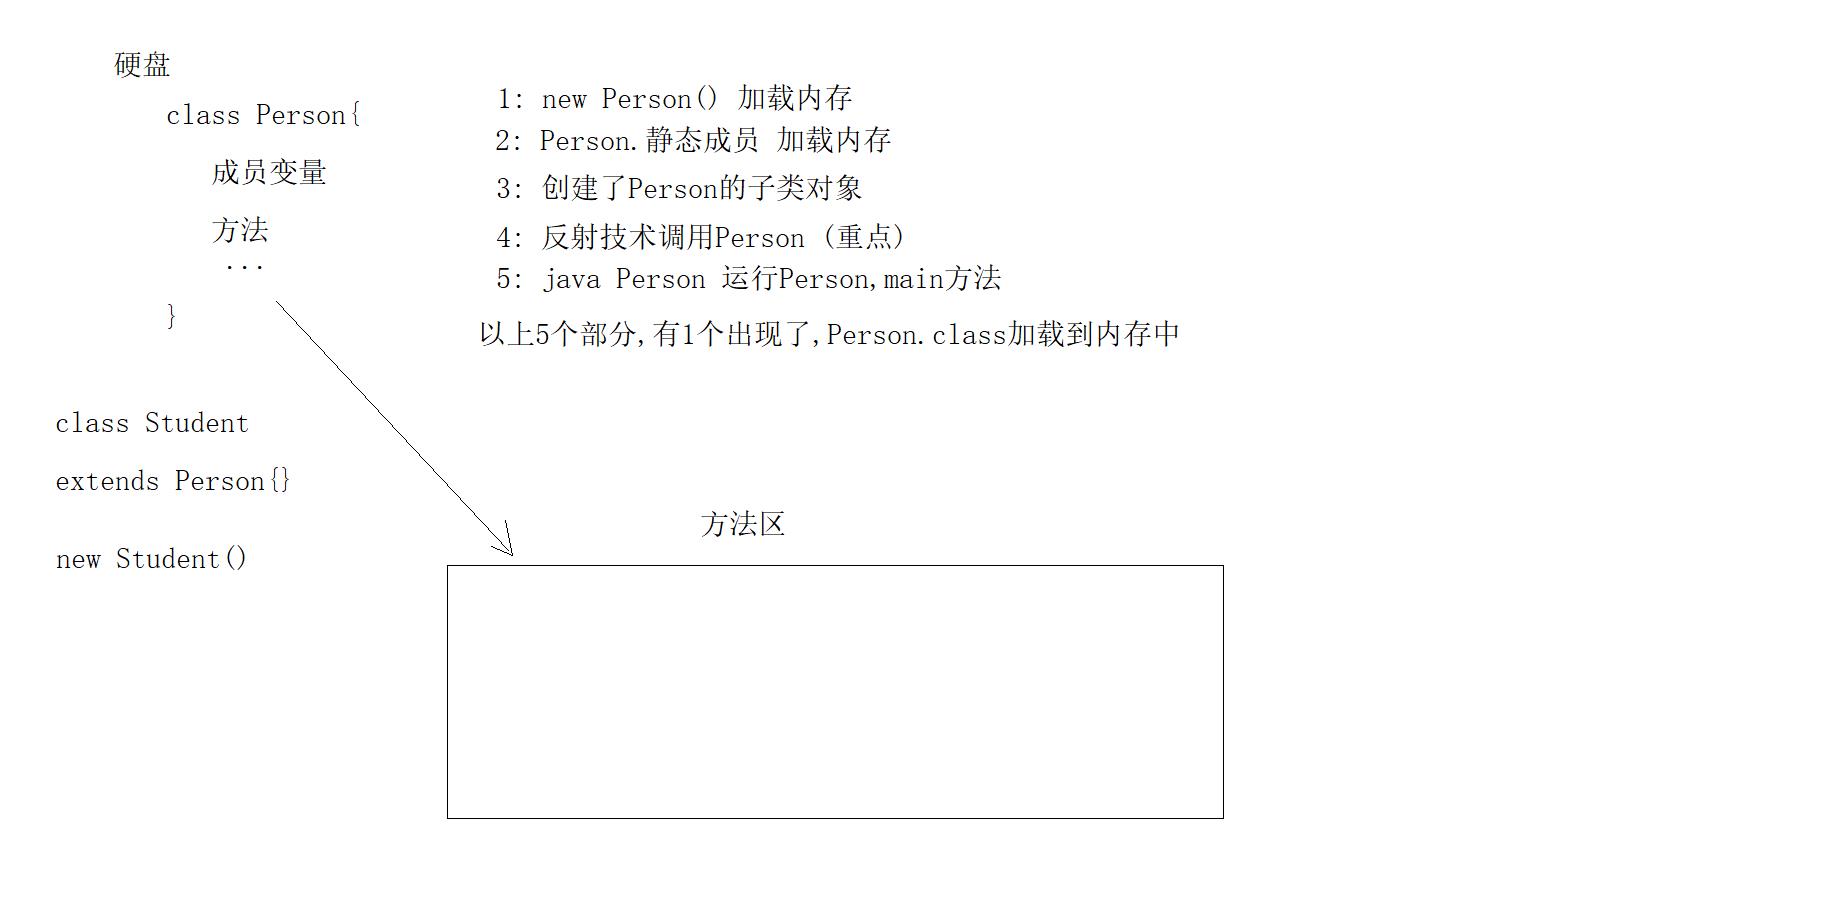 硬盘
class Person{
成员变量
方法
...
}
class Student
extends Person{}
new Student()
1: new Person() 加载内存
2: Person.静态成员 加载内存
3: 创建了Person的子类对象
4: 反射技术调用Person (重点)
5: java Person 运行Person,main方法
以上5个部分,有1个出现了,Person.class加载到内存中
方法区